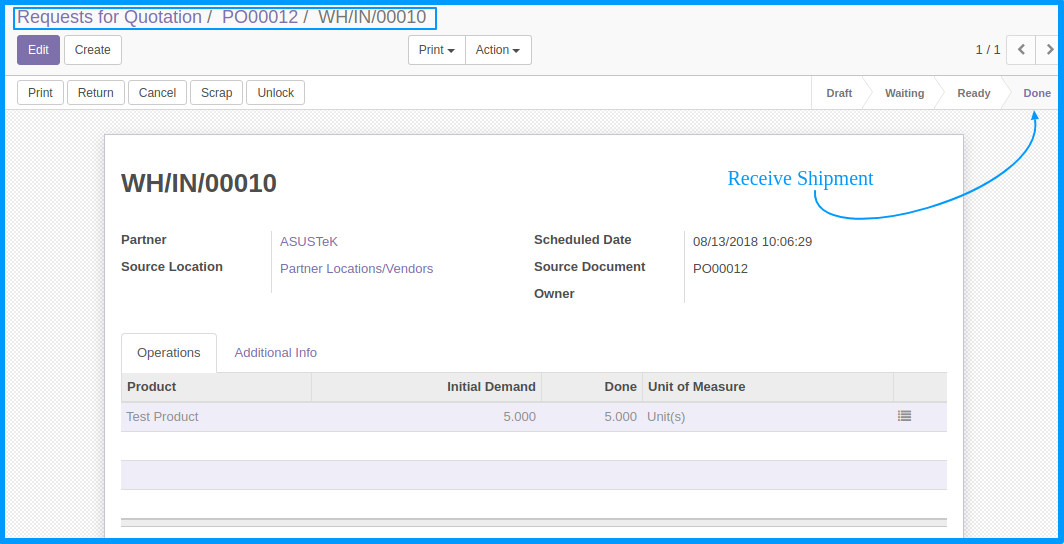 Requests for Quotation / PO00012 / WH/IN/00010
Edit Create Print Action 1 / 1
Print Return Cancel Scrap Unlock Draft Waiting Ready Done
WH/IN/00010
Receive Shipment
Partner ASUSTeK Scheduled Date 08/13/2018 10:06:29
Source Location Partner Locations/Vendors Source Document PO00012
Owner
Operations Additional Info
Product Initial Demand Done Unit of Measure
Test Product 5.000 5.000 Unit(s)